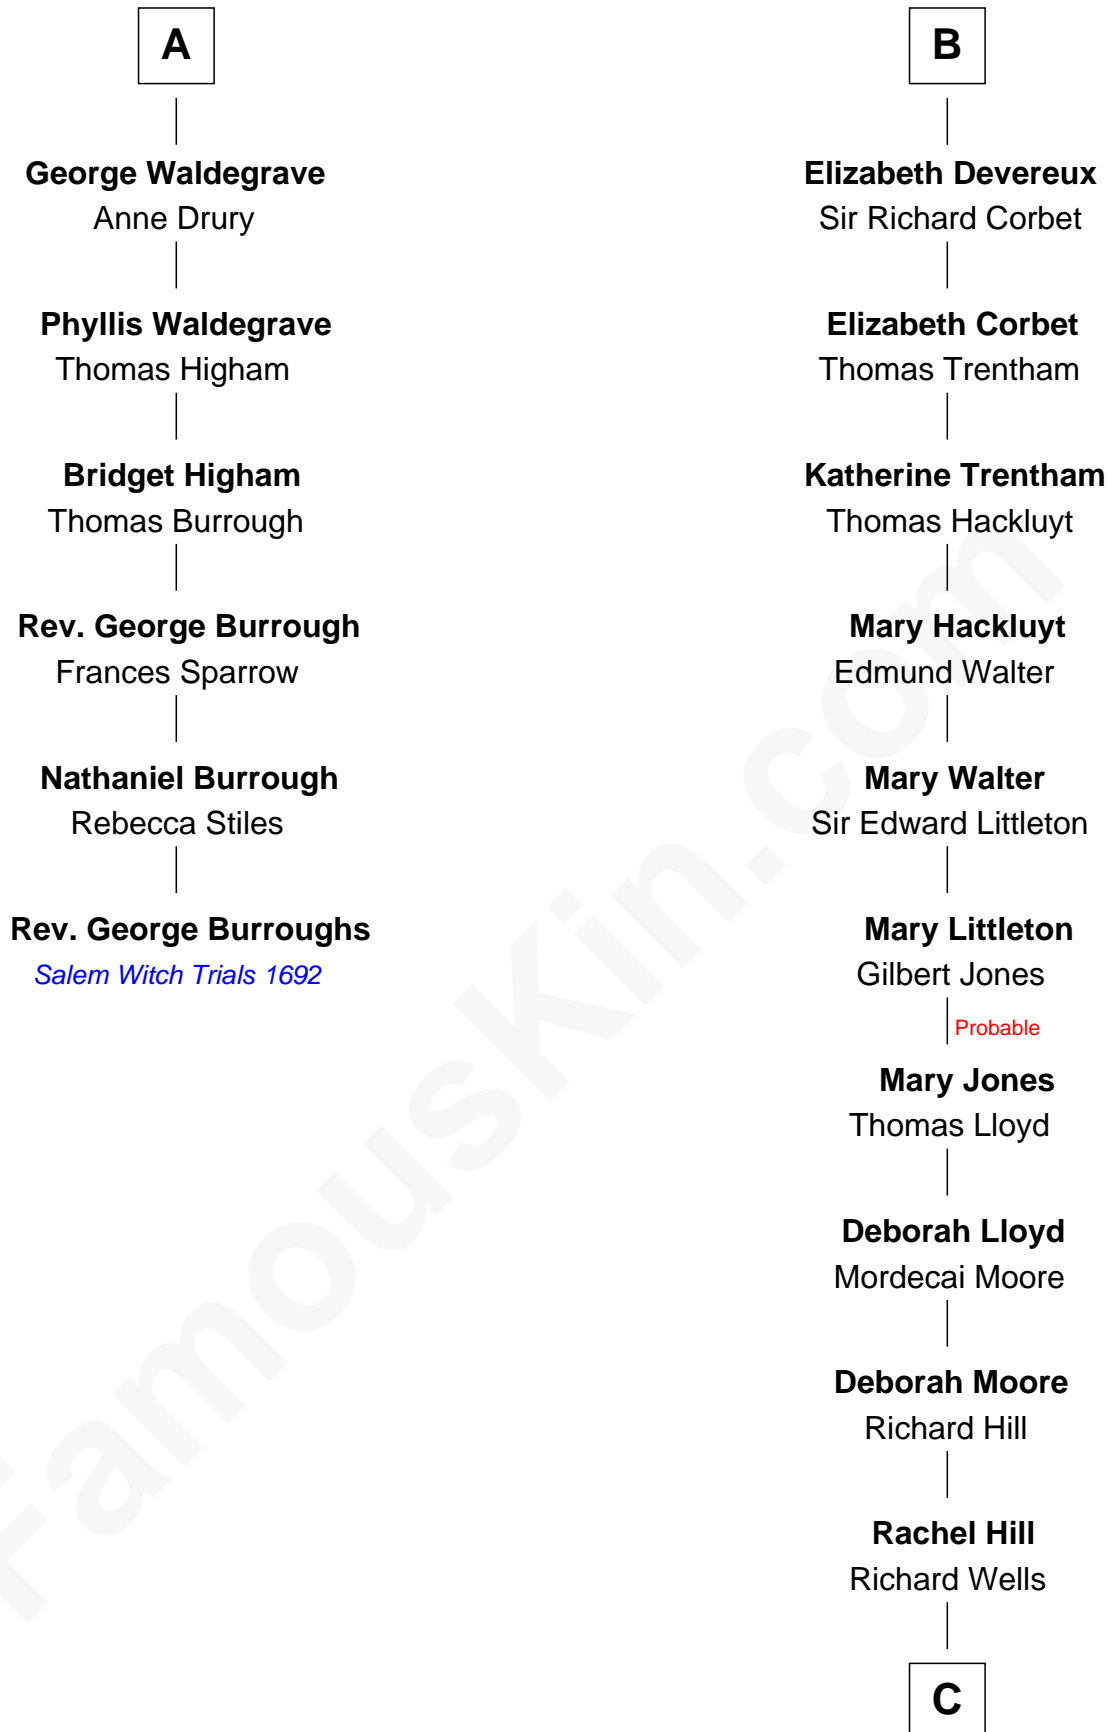 A
George Waldegrave
Anne Drury
Phyllis Waldegrave
Thomas Higham
Bridget Higham
Thomas Burrough
Rev. George Burrough
Frances Sparrow
Nathaniel Burrough
Rebecca Stiles
Rev. George Burroughs
Salem Witch Trials 1692
B
Elizabeth Devereux
Sir Richard Corbet
Elizabeth Corbet
Thomas Trentham
Katherine Trentham
Thomas Hackluyt
Mary Hackluyt
Edmund Walter
Mary Walter
Sir Edward Littleton
Mary Littleton
Gilbert Jones
Probable
Mary Jones
Thomas Lloyd
Deborah Lloyd
Mordecai Moore
Deborah Moore
Richard Hill
Rachel Hill
Richard Wells
C
FamousKin.com